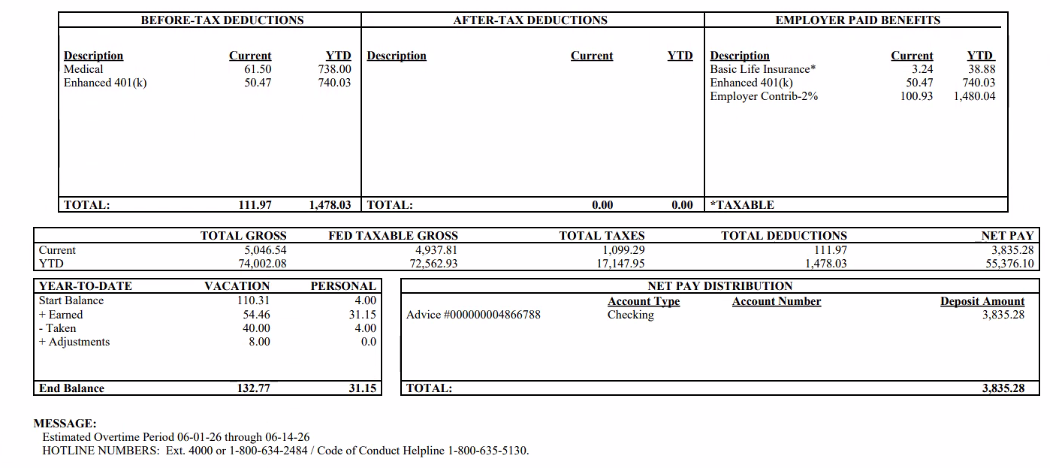 BEFORE-TAX DEDUCTIONS AFTER-TAX DEDUCTIONS EMPLOYER PAID BENEFITS
Description Current YTD Description Current YTD Description Current YTD
Medical 61.50 738.00 Basic Life Insurance* 3.24 38.88
Enhanced 401(k) 50.47 740.03 Enhanced 401(k) 50.47 740.03
Employer Contrib-2% 100.93 1,480.04
TOTAL: 111.97 1,478.03 TOTAL: 0.00 0.00 *TAXABLE
TOTAL GROSS FED TAXABLE GROSS TOTAL TAXES TOTAL DEDUCTIONS NET PAY
Current 5,046.54 4,937.81 1,099.29 111.97 3,835.28
YTD 74,002.08 72,562.93 17,147.95 1,478.03 55,376.10
YEAR-TO-DATE VACATION PERSONAL NET PAY DISTRIBUTION
Start Balance 110.31 4.00 Account Type Account Number Deposit Amount
+ Earned 54.46 31.15 Advice #000000004866788 Checking 3,835.28
- Taken 40.00 4.00
+ Adjustments 8.00 0.0
End Balance 132.77 31.15 TOTAL: 3,835.28
MESSAGE:
Estimated Overtime Period 06-01-26 through 06-14-26
HOTLINE NUMBERS: Ext. 4000 or 1-800-634-2484 / Code of Conduct Helpline 1-800-635-5130.